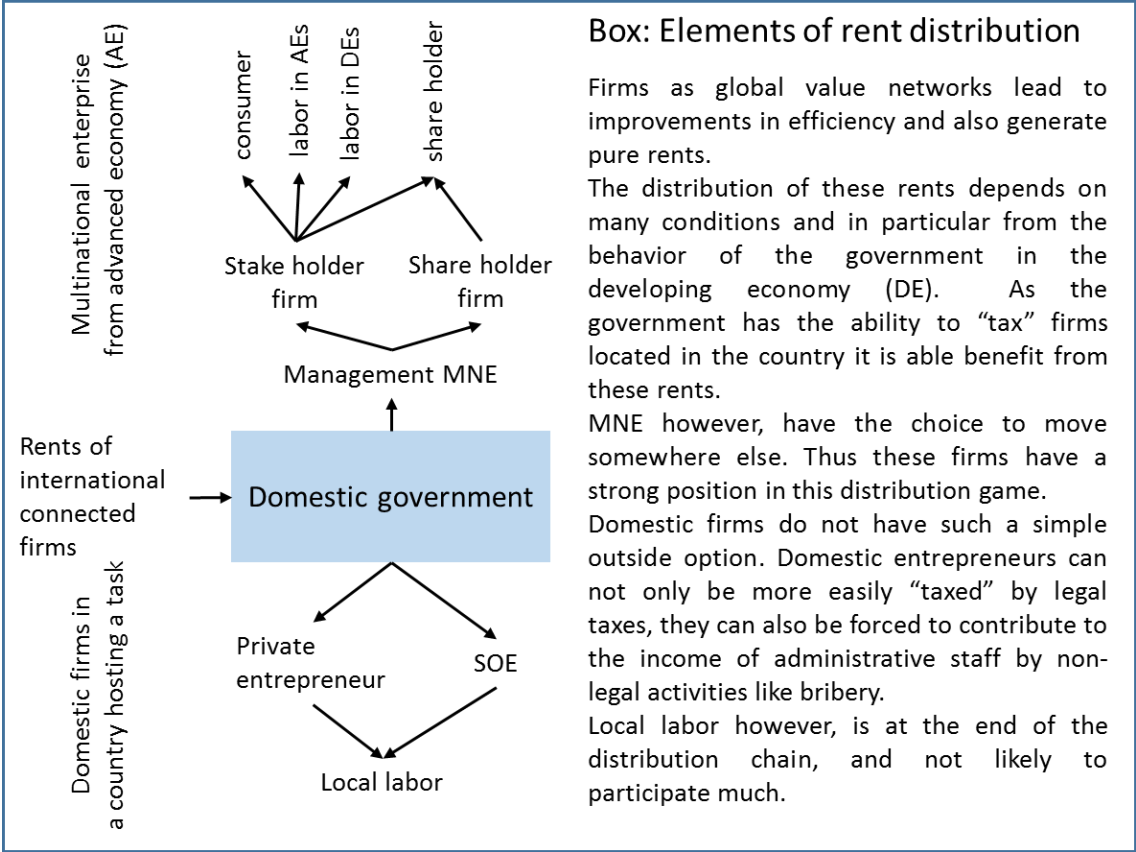 Multinational enterprise
from advanced economy (AE)
consumer
labor in AEs
labor in DEs
share holder
Stake holder
firm
Share holder
firm
Management MNE
Rents of
international
connected
firms
Domestic government
Domestic firms in
a country hosting a task
Private
entrepreneur
SOE
Local labor
Box: Elements of rent distribution
Firms as global value networks lead to
improvements in efficiency and also generate
pure rents.
The distribution of these rents depends on
many conditions and in particular from the
behavior of the government in the
developing economy (DE). As the
government has the ability to “tax” firms
located in the country it is able benefit from
these rents.
MNE however, have the choice to move
somewhere else. Thus these firms have a
strong position in this distribution game.
Domestic firms do not have such a simple
outside option. Domestic entrepreneurs can
not only be more easily “taxed” by legal
taxes, they can also be forced to contribute to
the income of administrative staff by non-
legal activities like bribery.
Local labor however, is at the end of the
distribution chain, and not likely to
participate much.